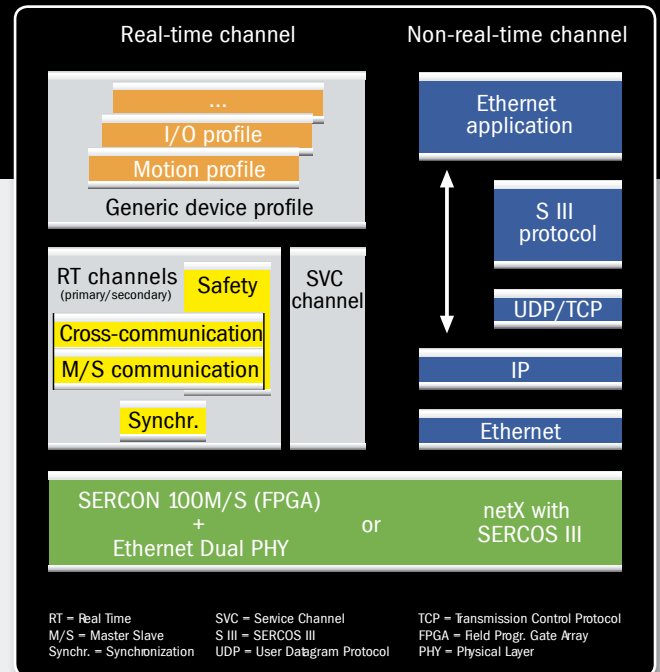 Real-time channel
Non-real-time channel
...
I/O profile
Motion profile
Generic device profile
Ethernet
application
S III
protocol
UDP/TCP
IP
Ethernet
RT channels
(primary/secondary)
Safety
Cross-communication
M/S communication
Synchr.
SVC
channel
SERCON 100M/S (FPGA)
+
Ethernet Dual PHY
or
netX with
SERCOS III
RT = Real Time
M/S = Master Slave
Synchr. = Synchronization
SVC = Service Channel
S III = SERCOS III
UDP = User Datagram Protocol
TCP = Transmission Control Protocol
FPGA = Field Progr. Gate Array
PHY = Physical Layer